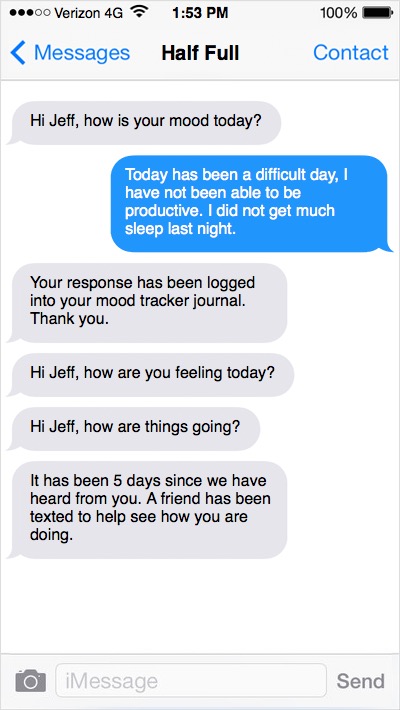 Verizon 4G 1:53 PM 100%
Messages Half Full Contact
Hi Jeff, how is your mood today?
Today has been a difficult day, I
have not been able to be
productive. I did not get much
sleep last night.
Your response has been logged
into your mood tracker journal.
Thank you.
Hi Jeff, how are you feeling today?
Hi Jeff, how are things going?
It has been 5 days since we have
heard from you. A friend has been
texted to help see how you are
doing.
iMessage Send